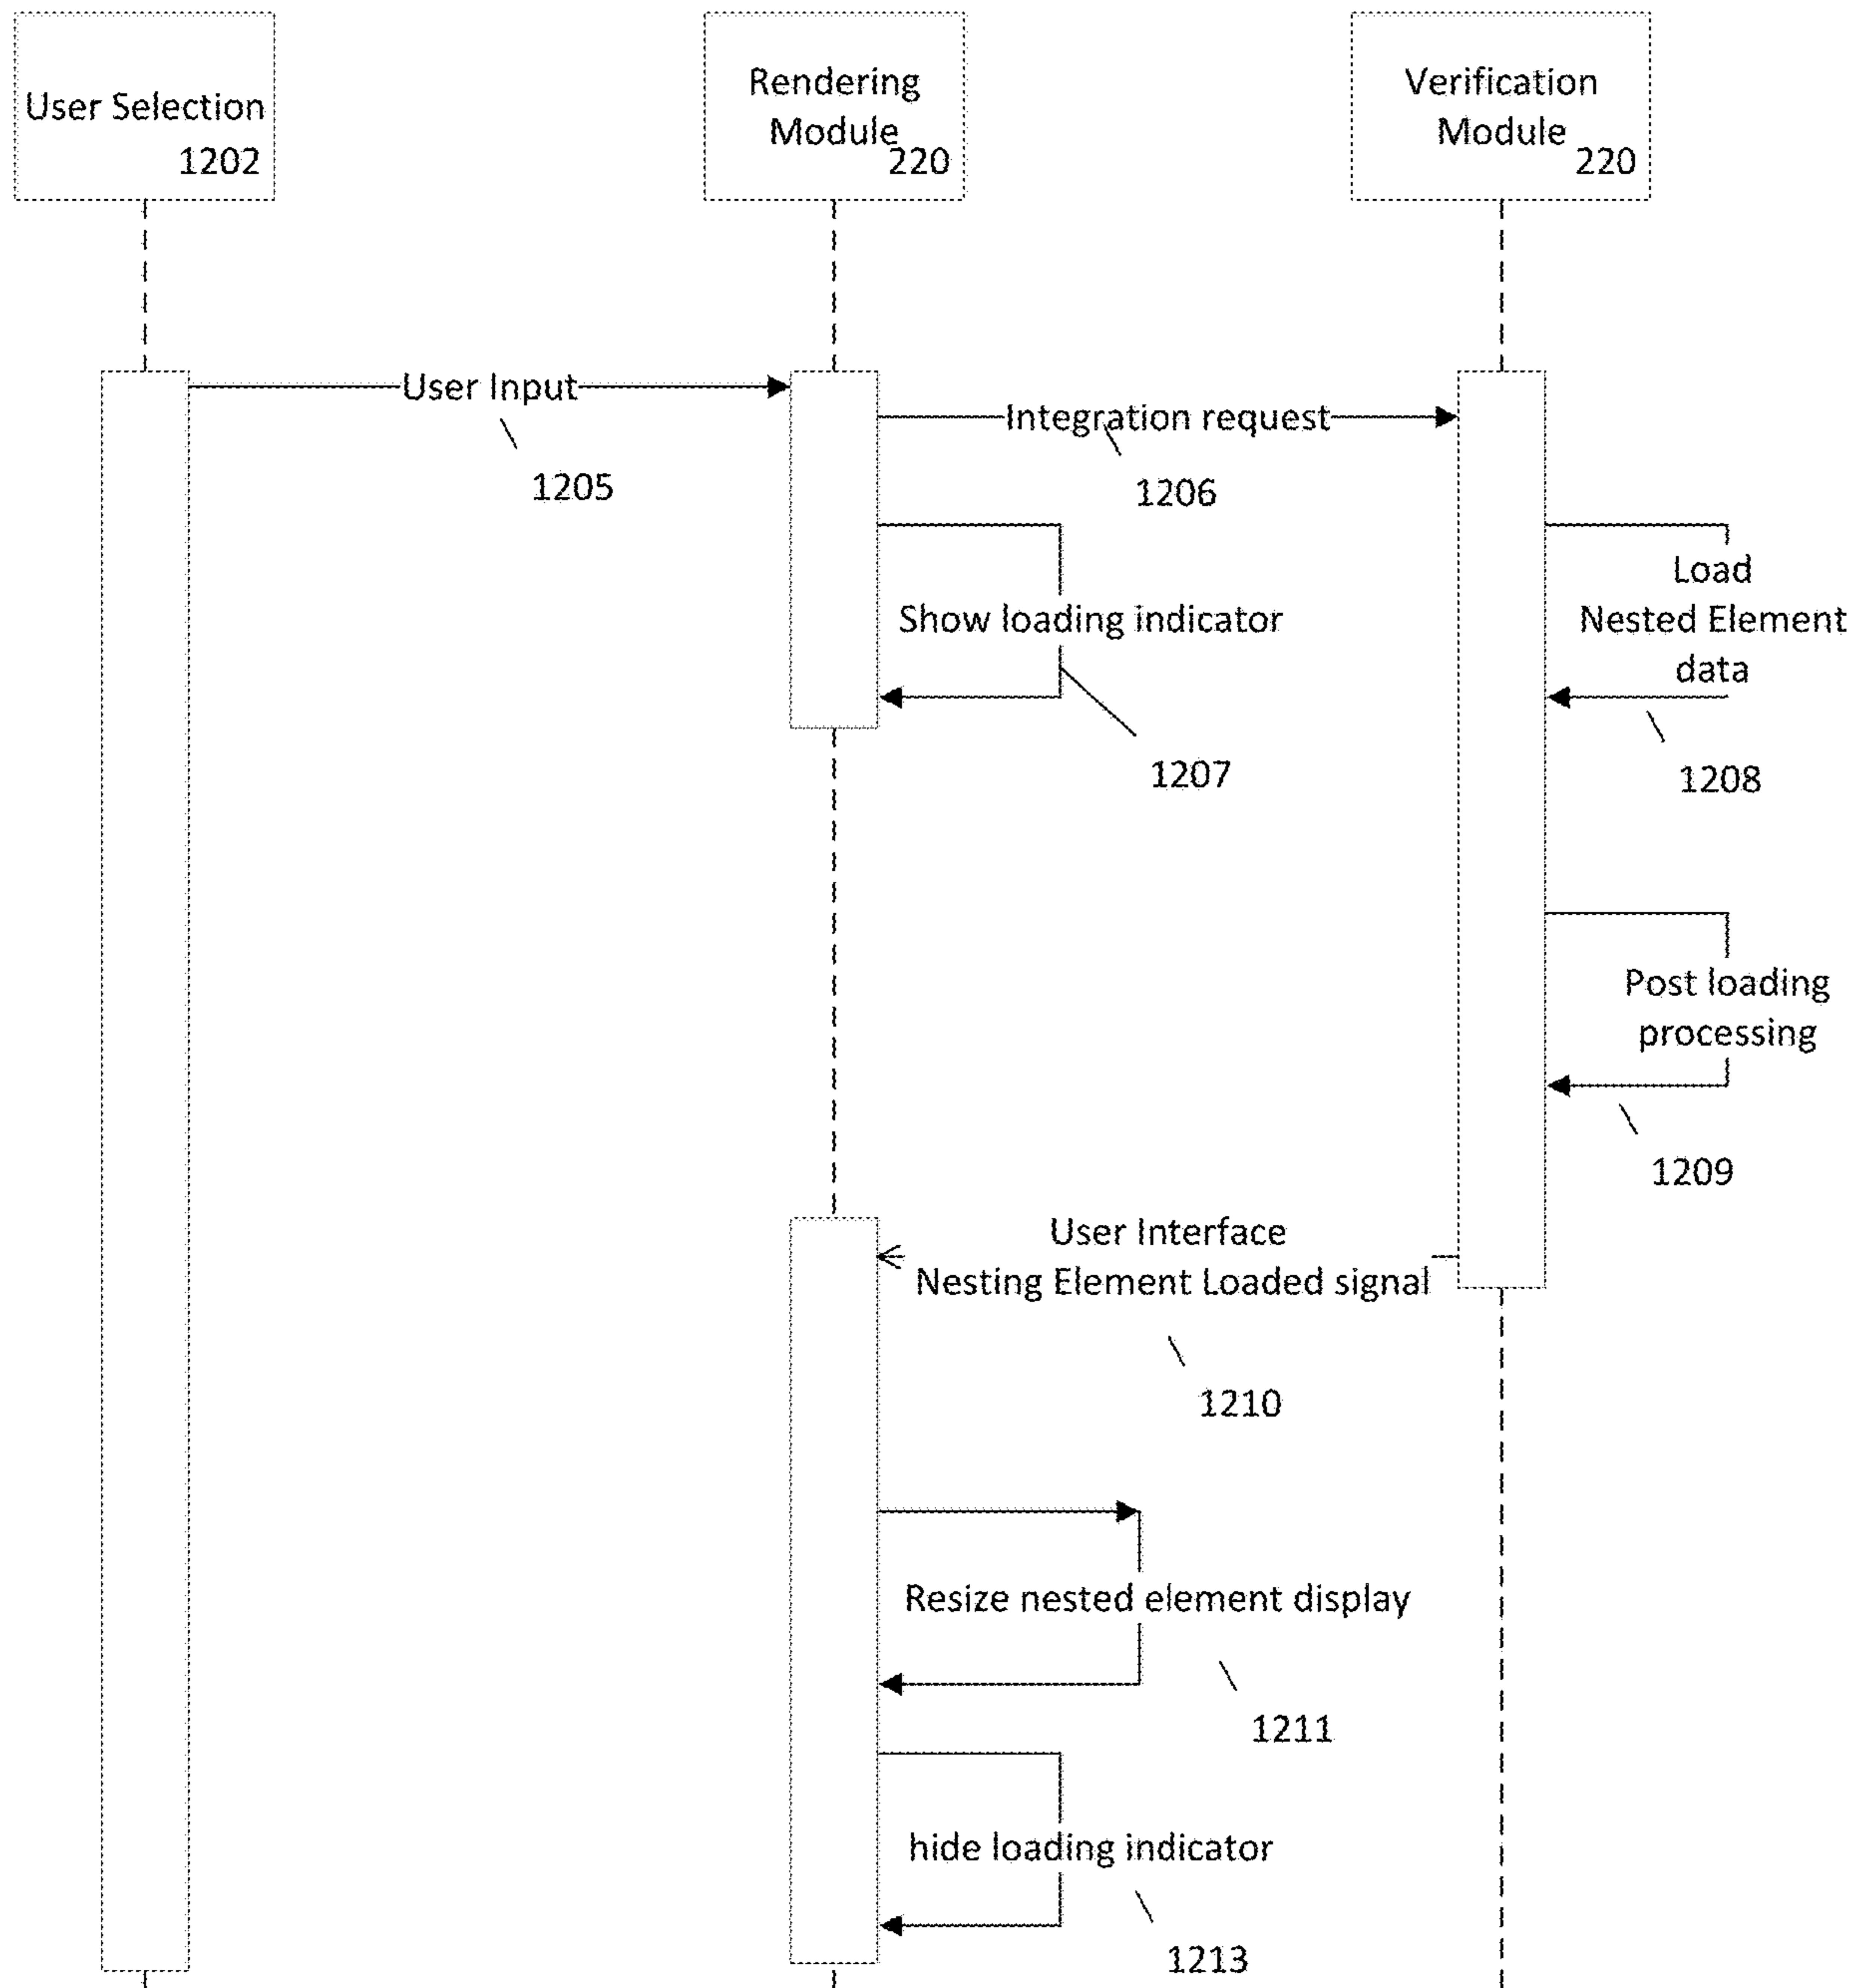 User Selection
1202
Rendering
Module
220
Verification
Module
220
User Input
1205
Integration request
1206
Show loading indicator
1207
Load
Nested Element
data
1208
Post loading
processing
1209
User Interface
Nesting Element Loaded signal
1210
Resize nested element display
1211
hide loading indicator
1213